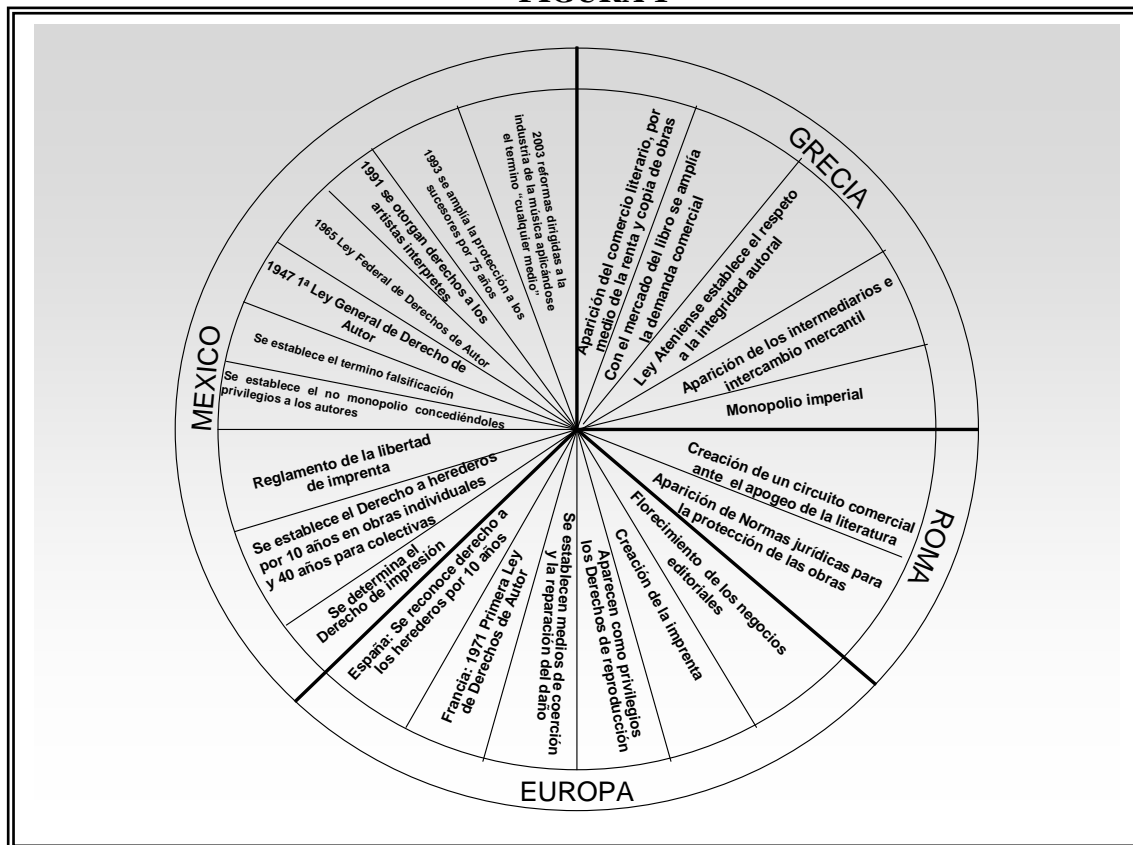 FIGURA 1
GRECIA
Aparición del comercio literario, por
medio de la renta y copia de obras
Con el mercado del libro se amplía
la demanda comercial
Ley Ateniense establece el respeto
a la integridad autoral
Aparición de los intermediarios e
intercambio mercantil
Monopolio imperial
ROMA
Creación de un circuito comercial
ante el apogeo de la literatura
Aparición de Normas jurídicas para
la protección de las obras
Florecimiento de los negocios
editoriales
EUROPA
Creación de la imprenta
Aparecen como privilegios
los Derechos de reproducción
Se establecen medios de coerción
y la reparación del daño
Francia: 1971 Primera Ley
de Derechos de Autor
España: Se reconoce derecho a
los herederos por 10 años
MEXICO
Se determina el
Derecho de impresión
Se establece el Derecho a herederos
por 10 años en obras individuales
y 40 años para colectivas
Reglamento de la libertad
de imprenta
Se establece el no monopolio concediéndoles
privilegios a los autores
Se establece el termino falsificación
1947 1ª Ley General de Derecho de
Autor
1965 Ley Federal de Derechos de Autor
1991 se otorgan derechos a los
artistas interpretes
1993 se amplía la protección a los
sucesores por 75 años
2003 reformas dirigidas a la
industria de la música aplicándose
el termino “cualquier medio”